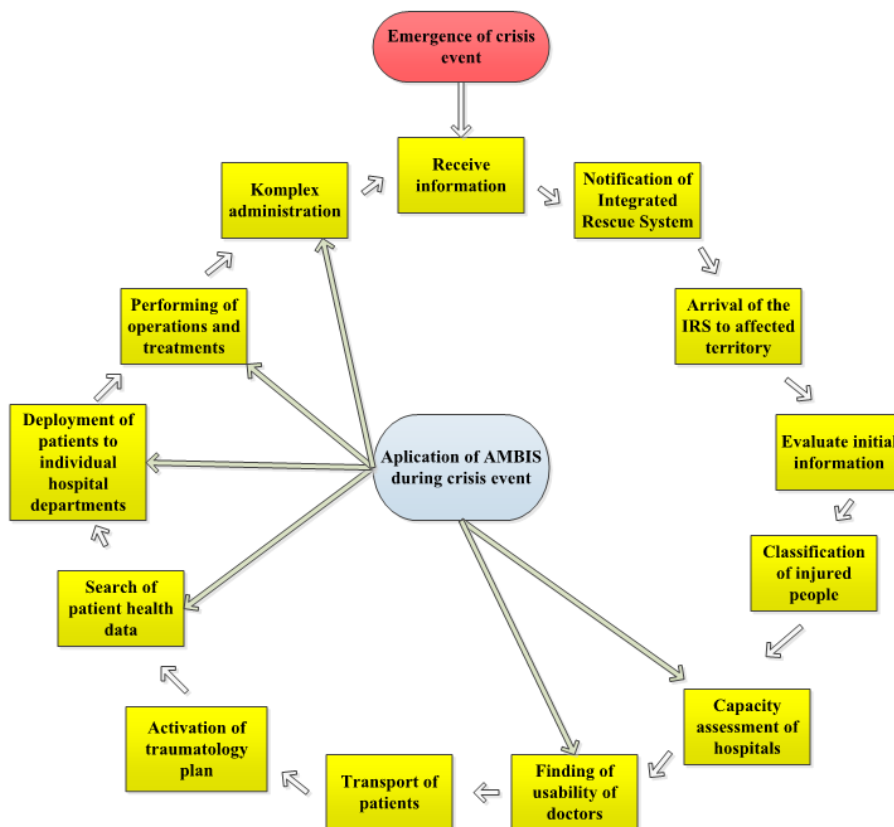 Emergence of crisis
event
Receive
information
Notification of
Integrated
Rescue System
Arrival of the
IRS to affected
territory
Evaluate initial
information
Classification
of injured
people
Capacity
assessment of
hospitals
Finding of
usability of
doctors
Transport of
patients
Activation of
traumatology
plan
Search of
patient health
data
Deployment of
patients to
individual
hospital
departments
Performing of
operations and
treatments
Komplex
administration
Aplication of AMBIS
during crisis event